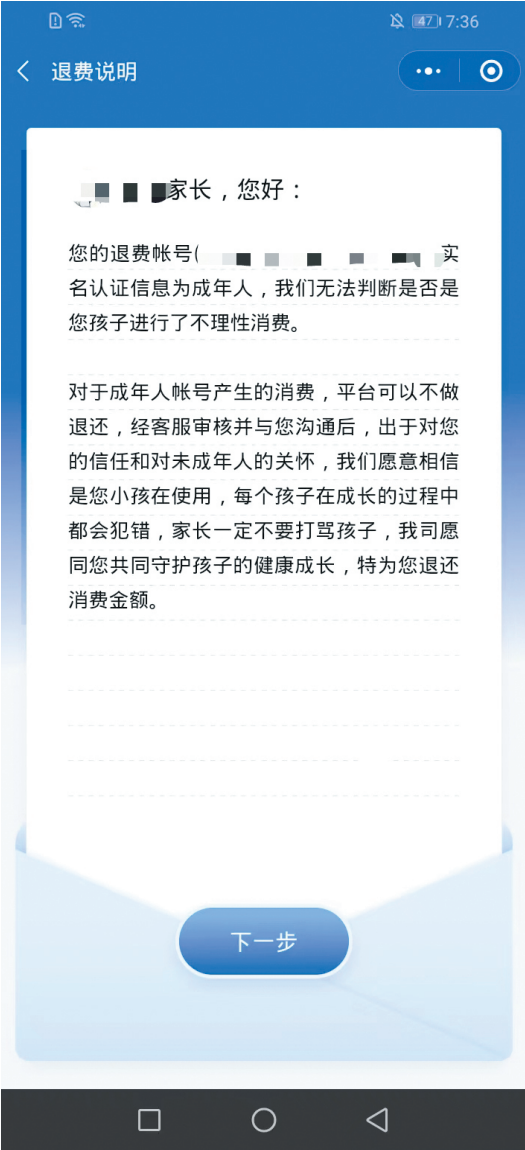 47 7:36
退费说明
家长，您好：
您的退费帐号( 实
名认证信息为成年人，我们无法判断是否是
您孩子进行了不理性消费。
对于成年人帐号产生的消费，平台可以不做
退还，经客服审核并与您沟通后，出于对您
的信任和对未成年人的关怀，我们愿意相信
是您小孩在使用，每个孩子在成长的过程中
都会犯错，家长一定不要打骂孩子，我司愿
同您共同守护孩子的健康成长，特为您退还
消费金额。
下一步